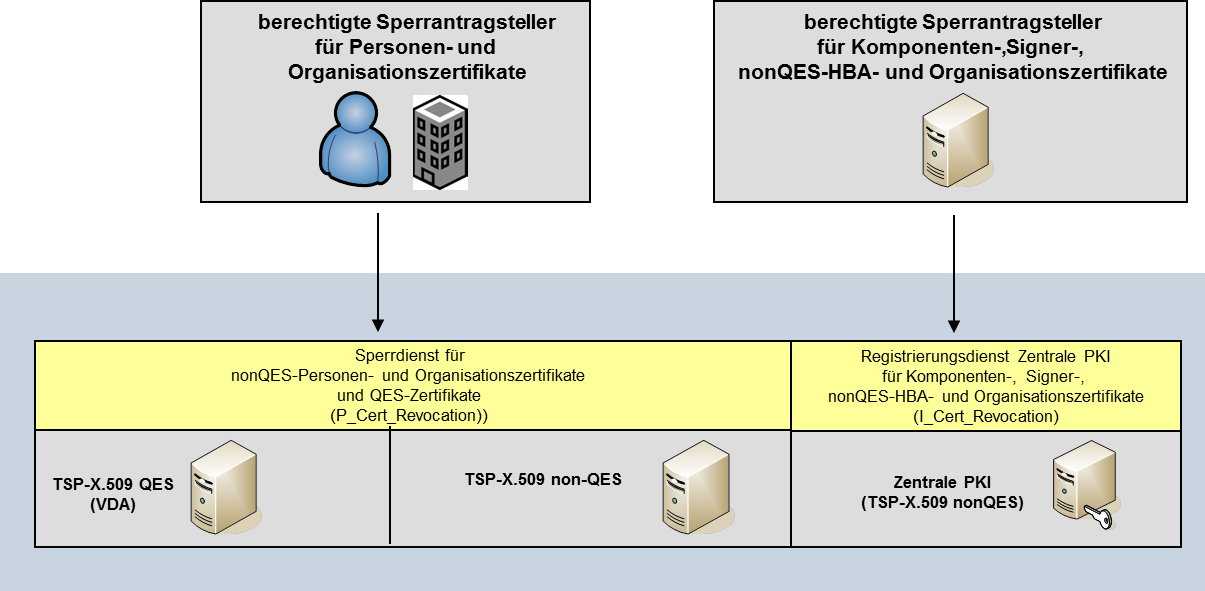 berechtigte Sperrantragsteller
für Personen- und
Organisationszertifikate
berechtigte Sperrantragsteller
für Komponenten-,Signer-,
nonQES-HBA- und Organisationszertifikate
Sperrdienst für
nonQES-Personen- und Organisationszertifikate
und QES-Zertifikate
(P_Cert_Revocation))
Registrierungsdienst Zentrale PKI
für Komponenten-, Signer-,
nonQES-HBA- und Organisationszertifikate
(I_Cert_Revocation)
TSP-X.509 QES
(VDA)
TSP-X.509 non-QES
Zentrale PKI
(TSP-X.509 nonQES)